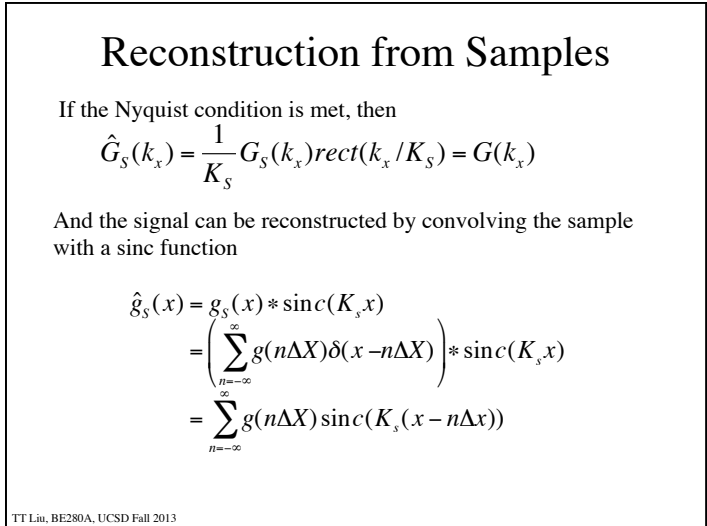 Reconstruction from Samples
If the Nyquist condition is met, then
Ĝ_S(k_x) = 1/K_S G_S(k_x)rect(k_x/K_S) = G(k_x)
And the signal can be reconstructed by convolving the sample
with a sinc function
ĝ_S(x) = g_S(x) ∗ sinc(K_s x)
= (∑_{n=-∞}^{∞} g(nΔX)δ(x − nΔX)) ∗ sinc(K_s x)
= ∑_{n=-∞}^{∞} g(nΔX) sinc(K_s(x − nΔx))
TT Liu, BE280A, UCSD Fall 2013